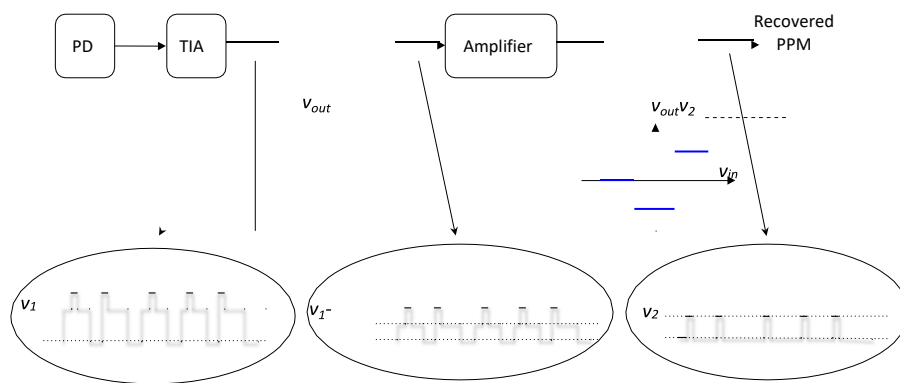 PD
TIA
Amplifier
Recovered
PPM
vout
voutv2
vin
v1
v1-
v2